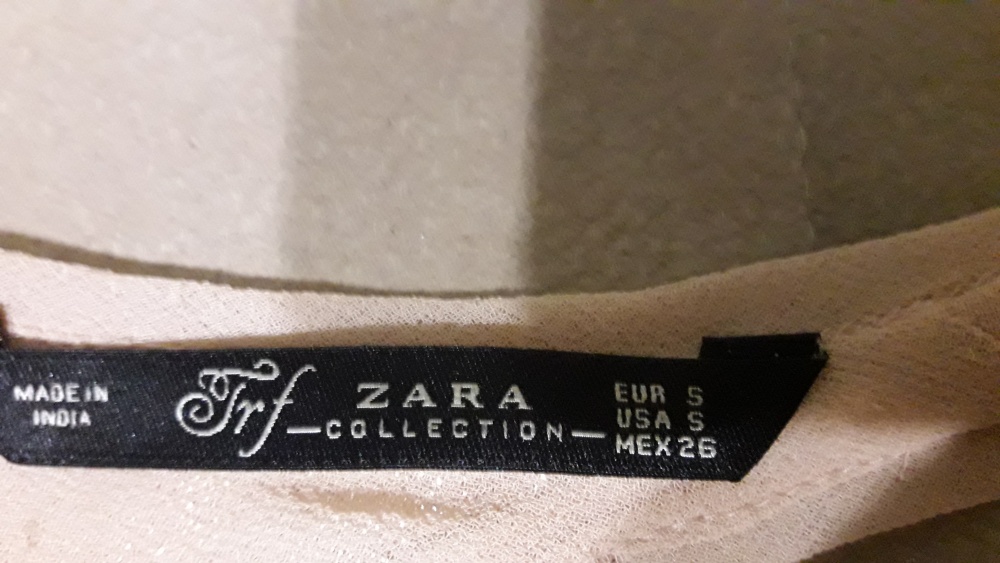 MADE IN
INDIA
Trf
ZARA
COLLECTION
EUR S
USA S
MEX 26